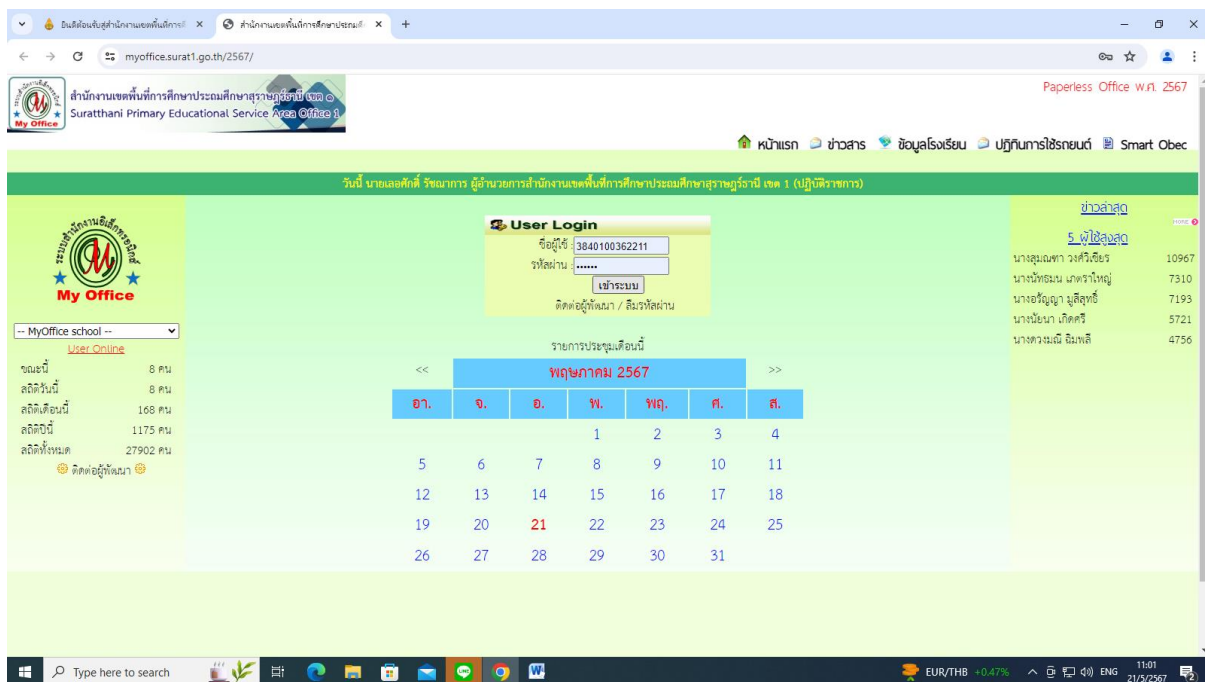 สำนักงานเขตพื้นที่การศึกษาประถมศึ
myoffice.surat1.go.th/2567/
สำนักงานเขตพื้นที่การศึกษาประถมศึกษาสุราษฎร์ธานี เขต ๑
Suratthani Primary Educational Service Area Office 1
My Office
Paperless Office พ.ศ. 2567
หน้าแรก ข่าวสาร ข้อมูลโรงเรียน ปฏิทินการใช้รถยนต์ Smart Obec
วันนี้ นายเลอศักดิ์ รัชณาการ ผู้อำนวยการสำนักงานเขตพื้นที่การศึกษาประถมศึกษาสุราษฎร์ธานี เขต 1 (ปฏิบัติราชการ)
ระบบสำนักงานอิเล็กทรอนิกส์
My Office
-- MyOffice school --
User Online
ขณะนี้ 8 คน
สถิติวันนี้ 8 คน
สถิติเดือนนี้ 168 คน
สถิติปีนี้ 1175 คน
สถิติทั้งหมด 27902 คน
ติดต่อผู้พัฒนา
User Login
ชื่อผู้ใช้ : 3840100362211
รหัสผ่าน : ......
เข้าระบบ
ติดต่อผู้พัฒนา / ลืมรหัสผ่าน
รายการประชุมเดือนนี้
<< พฤษภาคม 2567 >>
อา. จ. อ. พ. พฤ. ศ. ส.
1 2 3 4
5 6 7 8 9 10 11
12 13 14 15 16 17 18
19 20 21 22 23 24 25
26 27 28 29 30 31
ข่าวล่าสุด
5 ผู้ใช้สูงสุด
นางสุมณฑา วงศ์วิเชียร 10967
นางนัทธมน เกตราใหญ่ 7310
นางอรัญญา มูสีสุทธิ์ 7193
นางนัยนา เกิดศรี 5721
นางดวงมณี ฉิมพลี 4756
Type here to search
EUR/THB +0.47%
ENG
11:01
21/5/2567